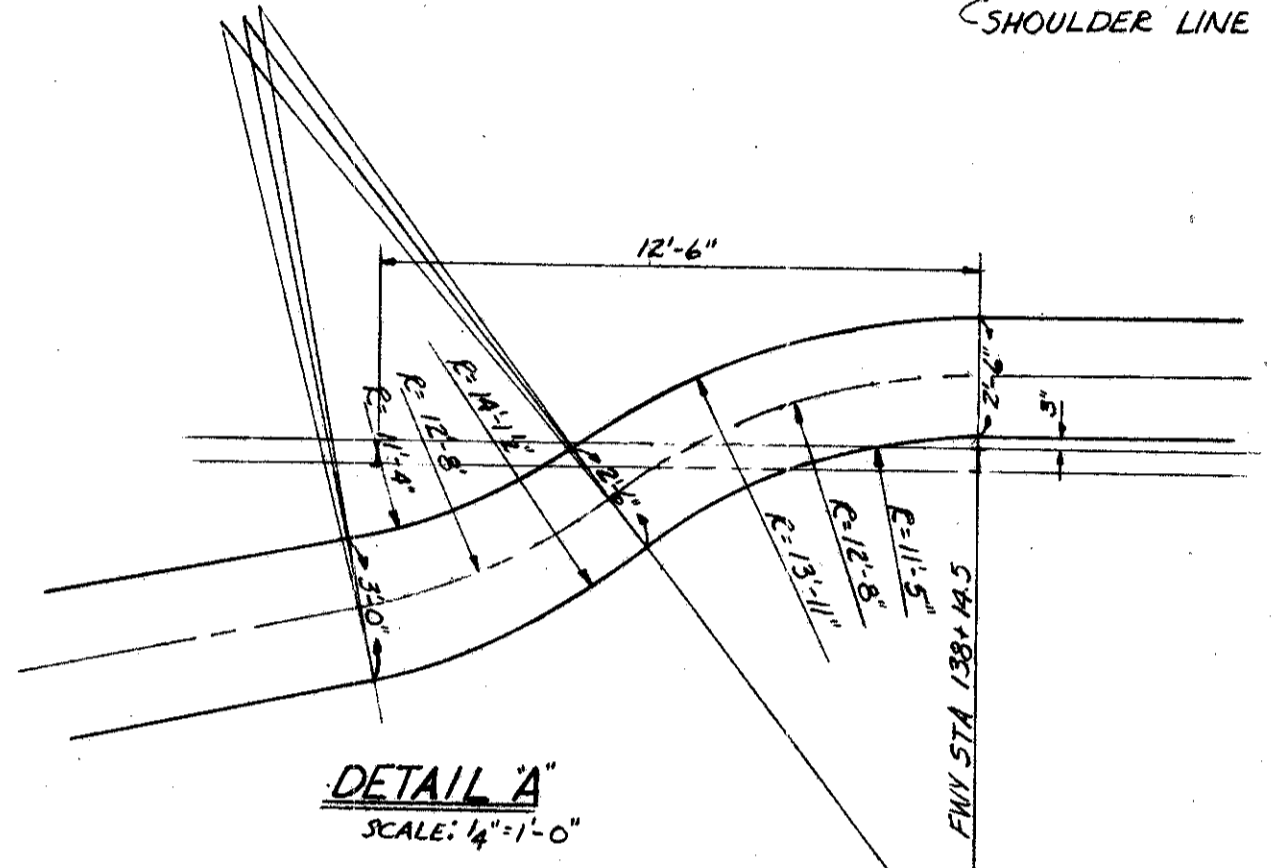 SHOULDER LINE
12'-6"
R= 11'-4"
R= 12'-8"
R= 14'-1½"
2'-6"
3"
2'-6"
3'-0"
R= 13'-11"
R=12'-8"
R=11'-5"
FWY STA 138+14.5
DETAIL "A"
SCALE: ¼"=1'-0"